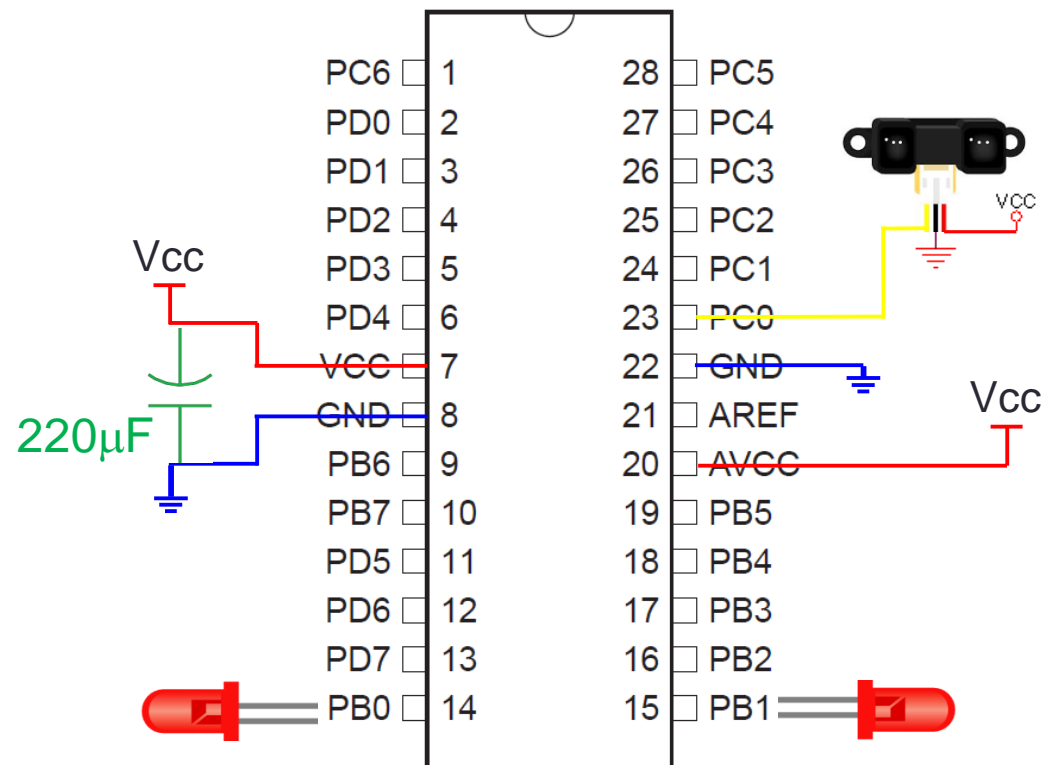 PC6 1 28 PC5
PD0 2 27 PC4
PD1 3 26 PC3
PD2 4 25 PC2
VCC
Vcc
PD3 5 24 PC1
PD4 6 23 PC0
VCC 7 22 GND
GND 8 21 AREF
Vcc
220μF
PB6 9 20 AVCC
PB7 10 19 PB5
PD5 11 18 PB4
PD6 12 17 PB3
PD7 13 16 PB2
PB0 14 15 PB1